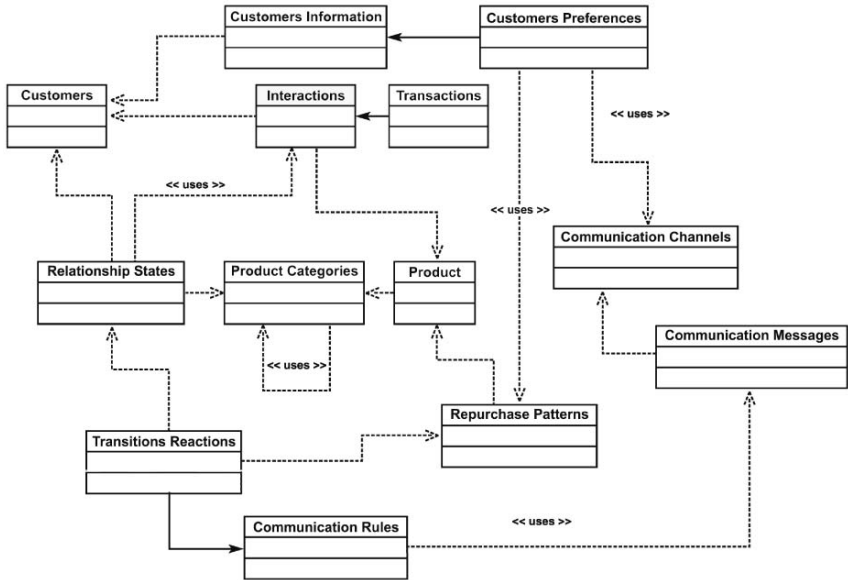 Customers Information
Customers Preferences
Customers
Interactions
Transactions
<< uses >>
<< uses >>
<< uses >>
Communication Channels
Relationship States
Product Categories
Product
Communication Messages
<< uses >>
Repurchase Patterns
Transitions Reactions
Communication Rules
<< uses >>